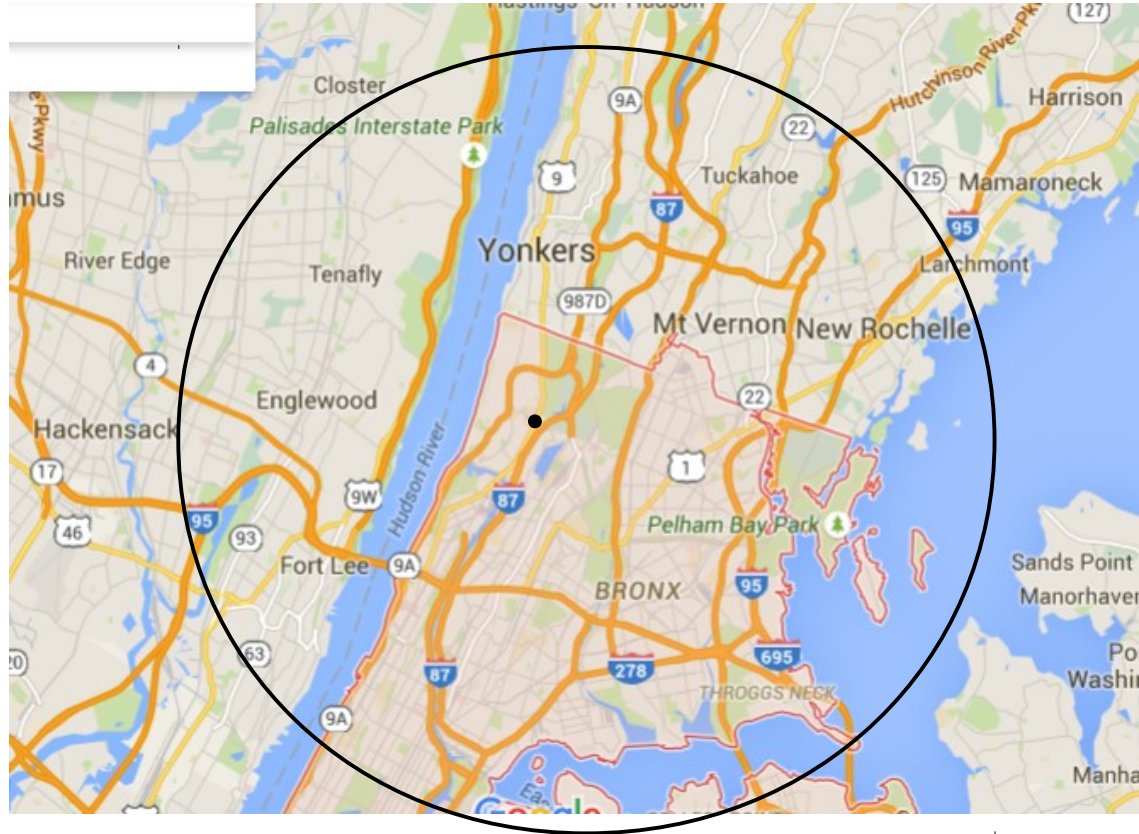 127
Closter
9A
Hutchinson River Pkwy
Harrison
Palisades Interstate Park
22
9
Tuckahoe
125
Mamaroneck
87
95
Yonkers
River Edge
Tenafly
Larchmont
987D
Mt Vernon
New Rochelle
4
Englewood
22
Hackensack
17
1
9W
87
Hudson River
95
46
93
Pelham Bay Park
Fort Lee
9A
Sands Point
95
BRONX
Manorhaven
63
695
278
87
THROGGS NECK
9A
Google